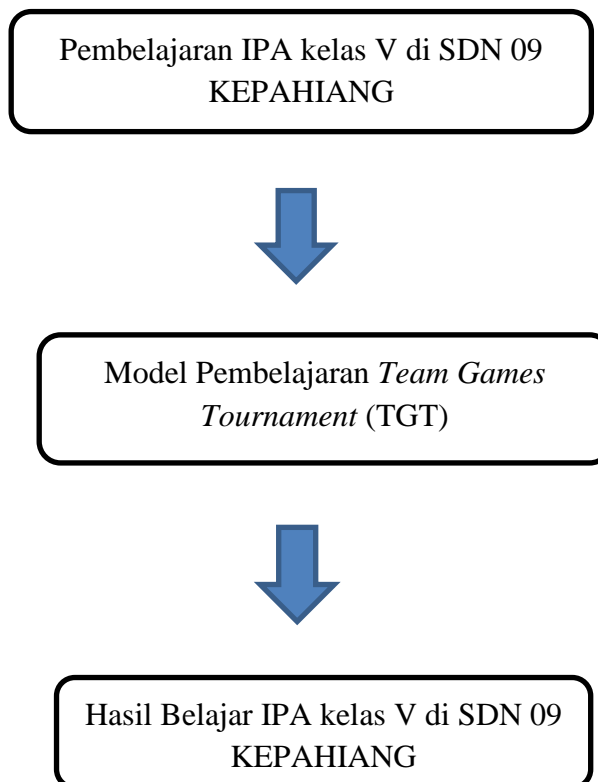 Pembelajaran IPA kelas V di SDN 09
KEPAHIANG
Model Pembelajaran Team Games
Tournament (TGT)
Hasil Belajar IPA kelas V di SDN 09
KEPAHIANG